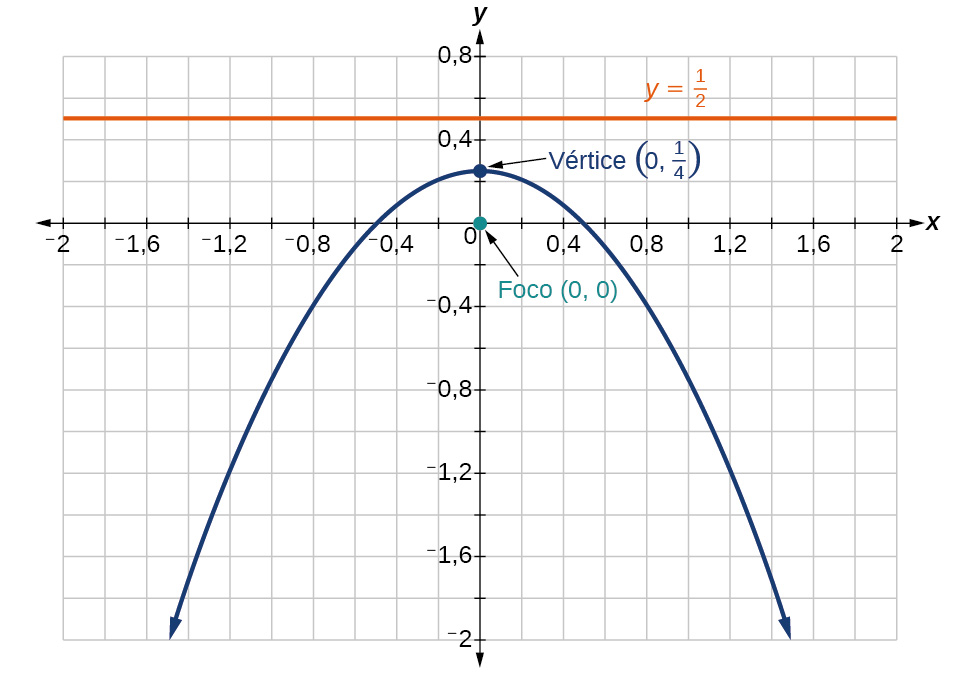 y
0,8
y = 1/2
0,4
Vértice (0, 1/4)
x
−2 −1,6 −1,2 −0,8 −0,4 0 0,4 0,8 1,2 1,6 2
Foco (0, 0)
−0,4
−0,8
−1,2
−1,6
−2